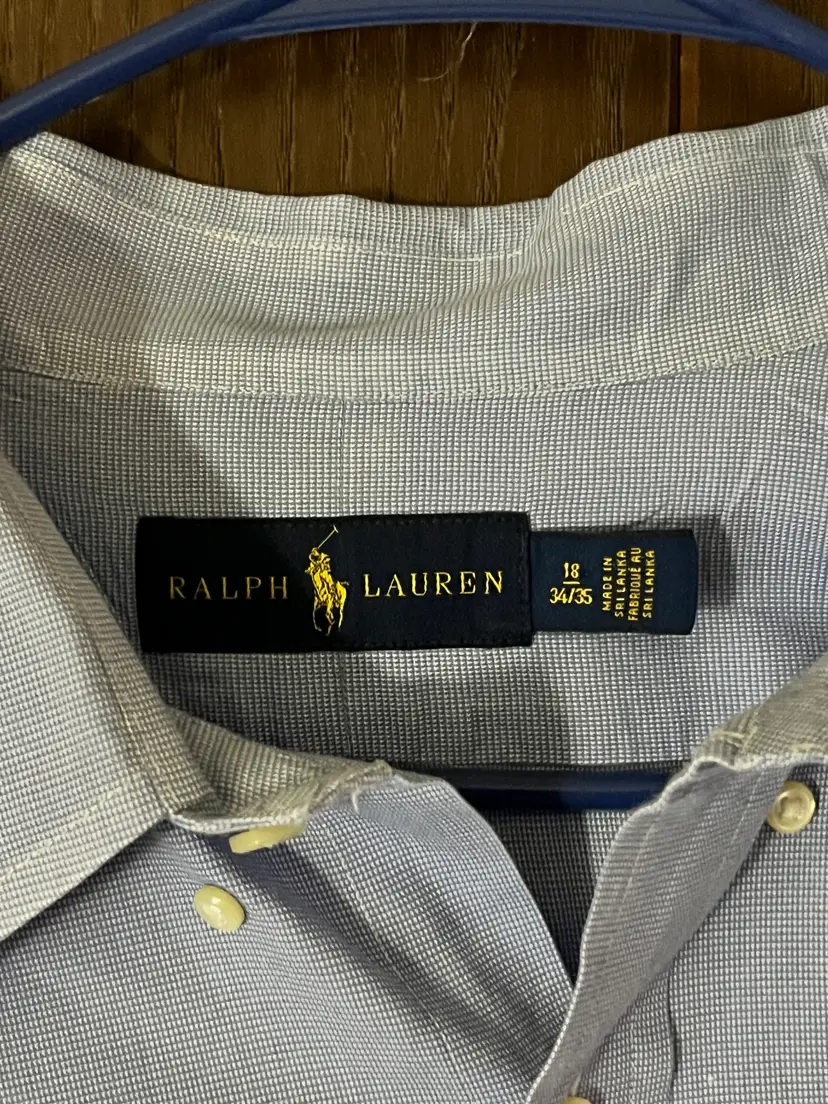 RALPH LAUREN
18
34/35
MADE IN
SRI LANKA
FABRIQUÉ AU
SRI LANKA